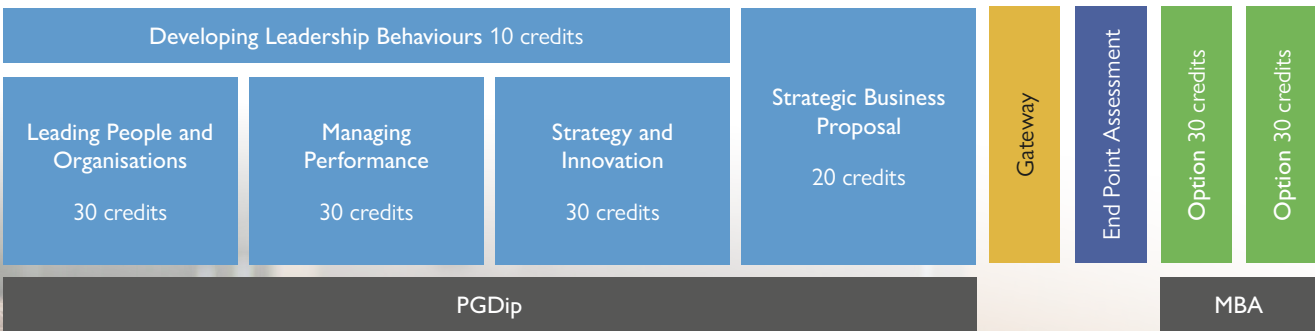 Developing Leadership Behaviours 10 credits
Leading People and
Organisations
30 credits
Managing
Performance
30 credits
Strategy and
Innovation
30 credits
Strategic Business
Proposal
20 credits
Gateway
End Point Assessment
Option 30 credits
Option 30 credits
PGDip
MBA